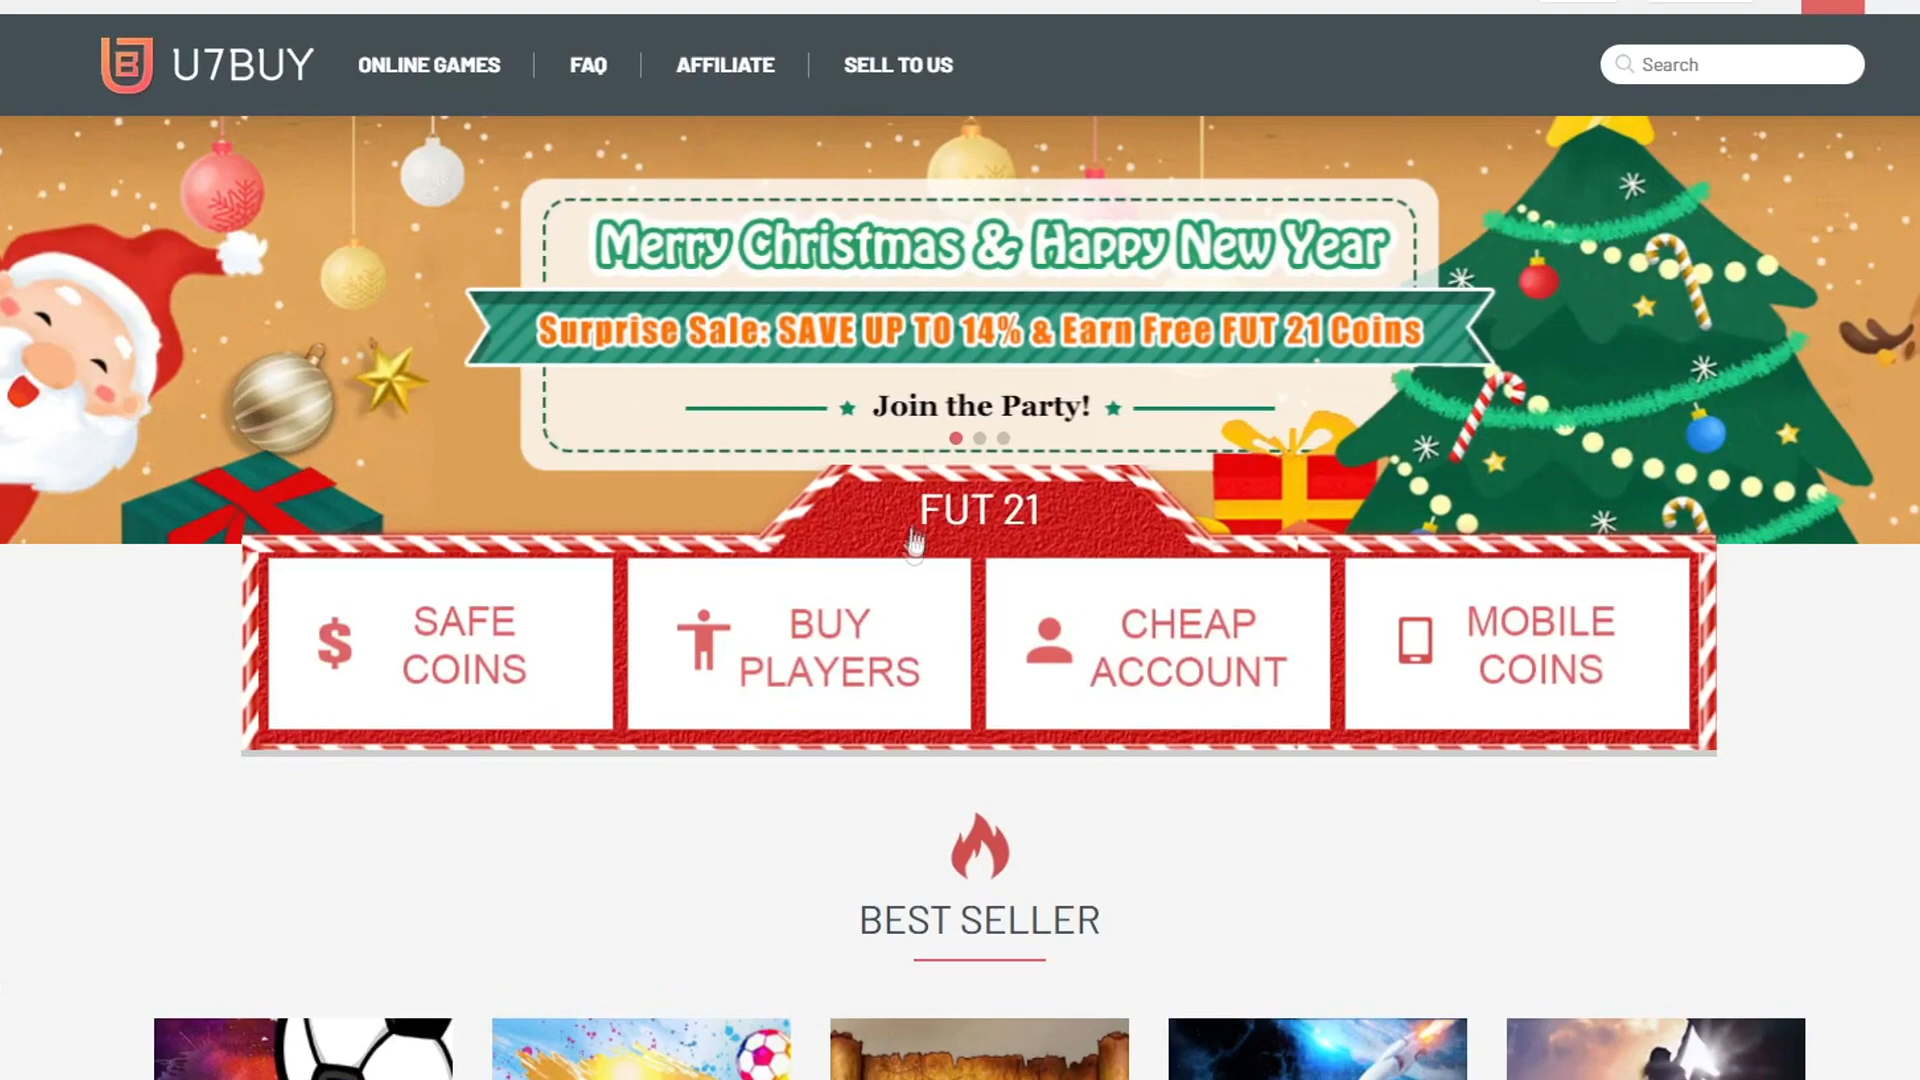 U7BUY
ONLINE GAMES
FAQ
AFFILIATE
SELL TO US
Search
Merry Christmas & Happy New Year
Surprise Sale: SAVE UP TO 14% & Earn Free FUT 21 Coins
Join the Party!
FUT 21
SAFE
COINS
BUY
PLAYERS
CHEAP
ACCOUNT
MOBILE
COINS
BEST SELLER